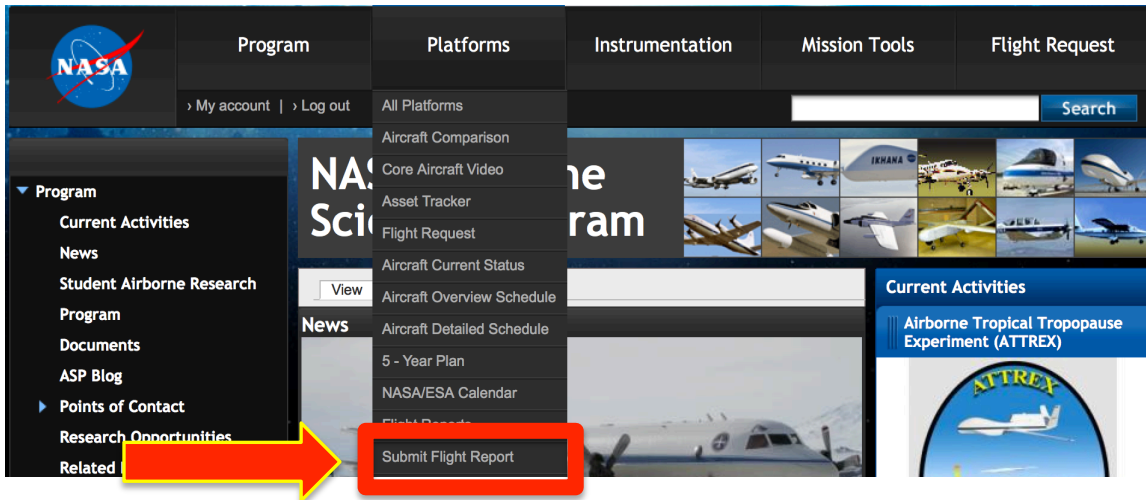 NASA
Program
Platforms
Instrumentation
Mission Tools
Flight Request
› My account | › Log out
Search
All Platforms
Aircraft Comparison
Core Aircraft Video
Asset Tracker
Flight Request
Aircraft Current Status
Aircraft Overview Schedule
Aircraft Detailed Schedule
5 - Year Plan
NASA/ESA Calendar
Flight Reports
Submit Flight Report
Program
Current Activities
News
Student Airborne Research
Program
Documents
ASP Blog
Points of Contact
Research Opportunities
Related
IKHANA
View
News
Current Activities
Airborne Tropical Tropopause
Experiment (ATTREX)
ATTREX